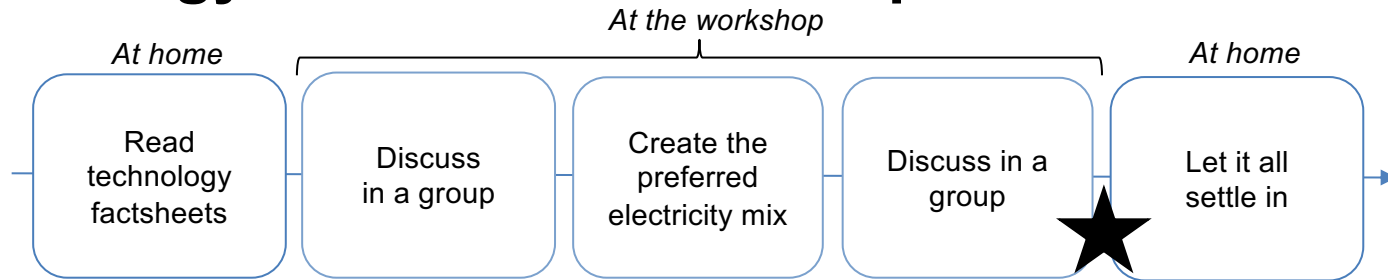 At the workshop
At home
At home
Read
technology
factsheets
Discuss
in a group
Create the
preferred
electricity mix
Discuss in a
group
Let it all
settle in